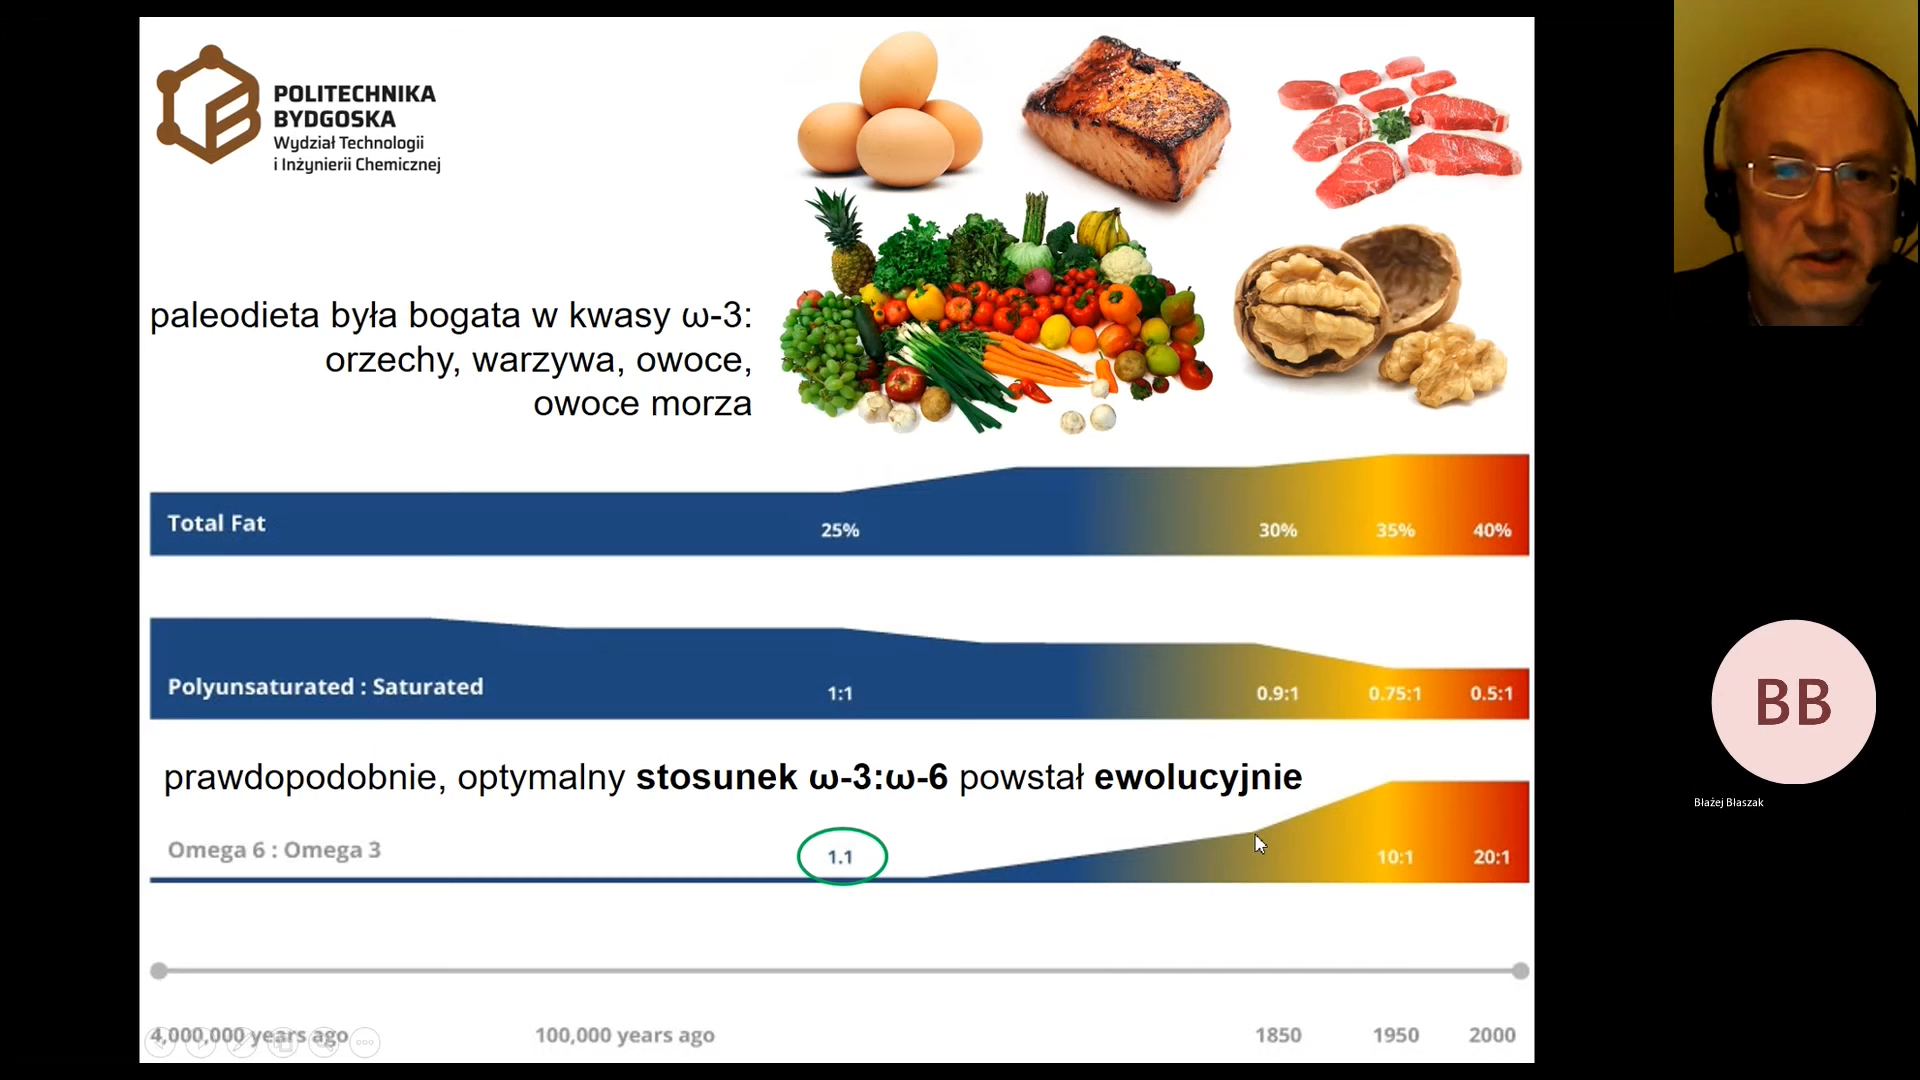 POLITECHNIKA
BYDGOSKA
Wydział Technologii
i Inżynierii Chemicznej
paleodieta była bogata w kwasy ω-3:
orzechy, warzywa, owoce,
owoce morza
Total Fat
25%
30%
35%
40%
Polyunsaturated : Saturated
1:1
0.9:1
0.75:1
0.5:1
prawdopodobnie, optymalny stosunek ω-3:ω-6 powstał ewolucyjnie
Omega 6 : Omega 3
1.1
10:1
20:1
4,000,000 years ago
100,000 years ago
1850
1950
2000
BB
Błażej Błaszak